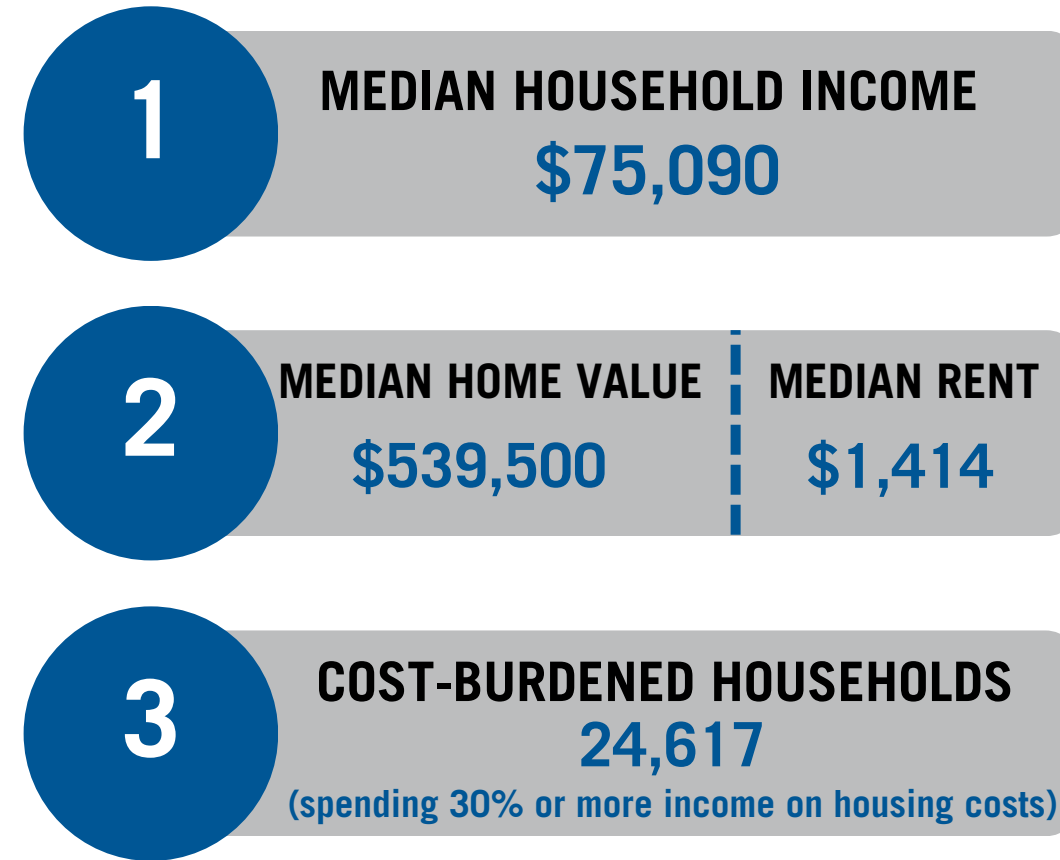 1
MEDIAN HOUSEHOLD INCOME
$75,090
2
MEDIAN HOME VALUE
$539,500
MEDIAN RENT
$1,414
3
COST-BURDENED HOUSEHOLDS
24,617
(spending 30% or more income on housing costs)